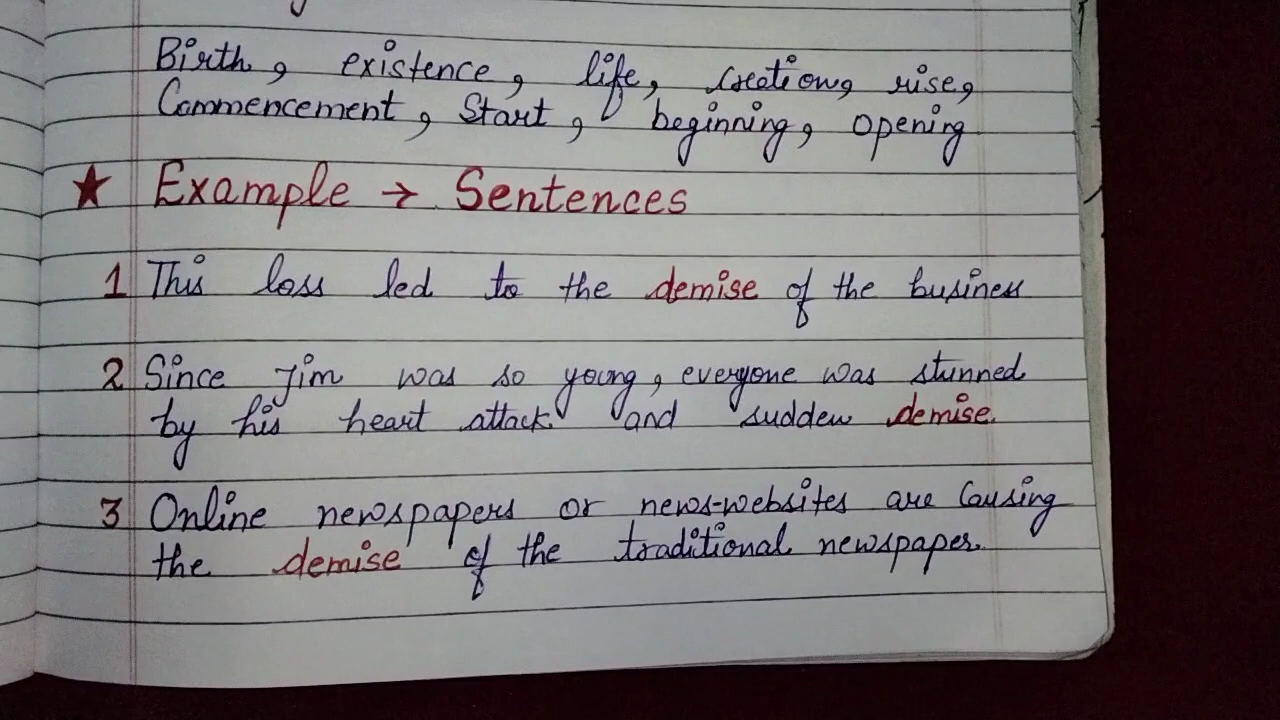 Birth, existence, life, creation, rise,
Commencement, Start, beginning, opening
★ Example → Sentences
1 This loss led to the demise of the business
2 Since Jim was so young, everyone was stunned
by his heart attack and sudden demise.
3 Online newspapers or news-websites are Causing
the demise of the traditional newspaper.